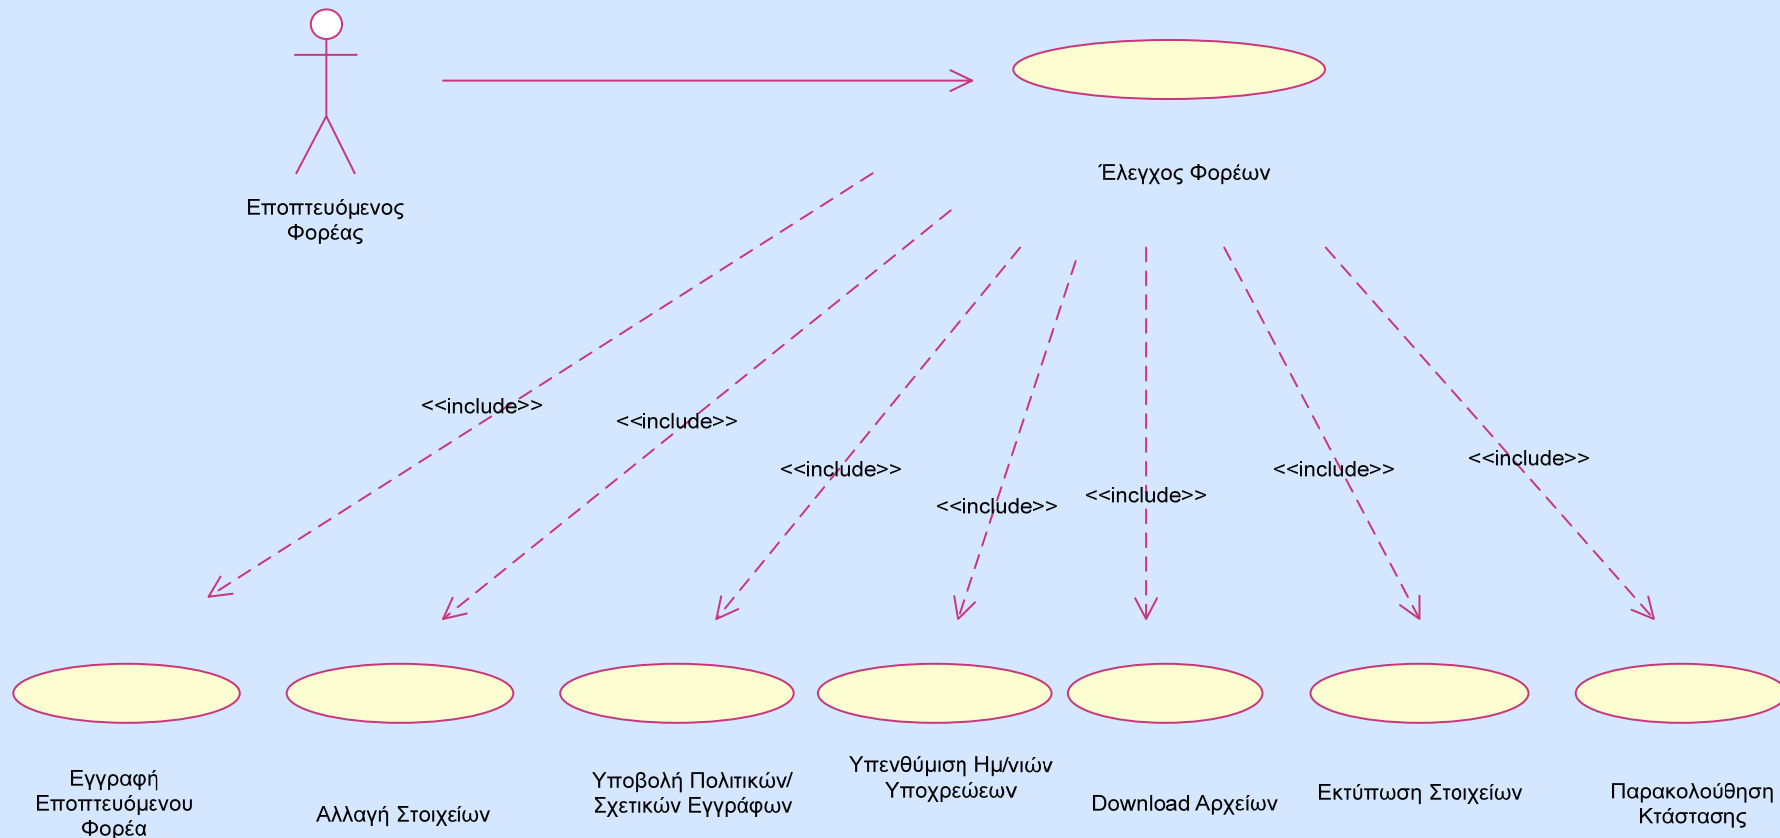 Εποπτευόμενος
Φορέας
Έλεγχος Φορέων
<<include>>
<<include>>
<<include>>
<<include>>
<<include>>
<<include>>
<<include>>
Εγγραφή
Εποπτευόμενου
Φορέα
Αλλαγή Στοιχείων
Υποβολή Πολιτικών/
Σχετικών Εγγράφων
Υπενθύμιση Ημ/νιών
Υποχρεώεων
Download Αρχείων
Εκτύπωση Στοιχείων
Παρακολούθηση
Κτάστασης